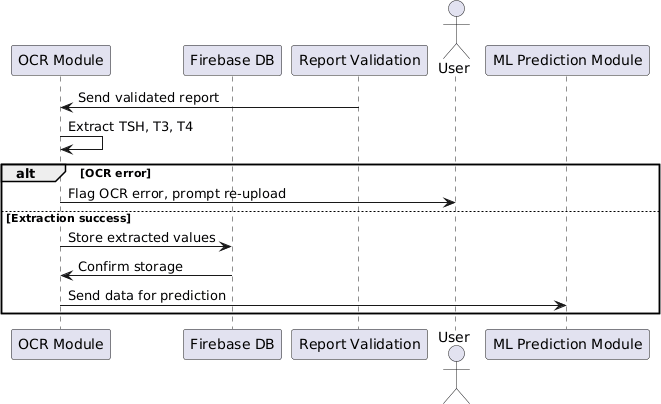 User
OCR Module
Firebase DB
Report Validation
ML Prediction Module
Send validated report
Extract TSH, T3, T4
alt
[OCR error]
Flag OCR error, prompt re-upload
[Extraction success]
Store extracted values
Confirm storage
Send data for prediction
OCR Module
Firebase DB
Report Validation
User
ML Prediction Module